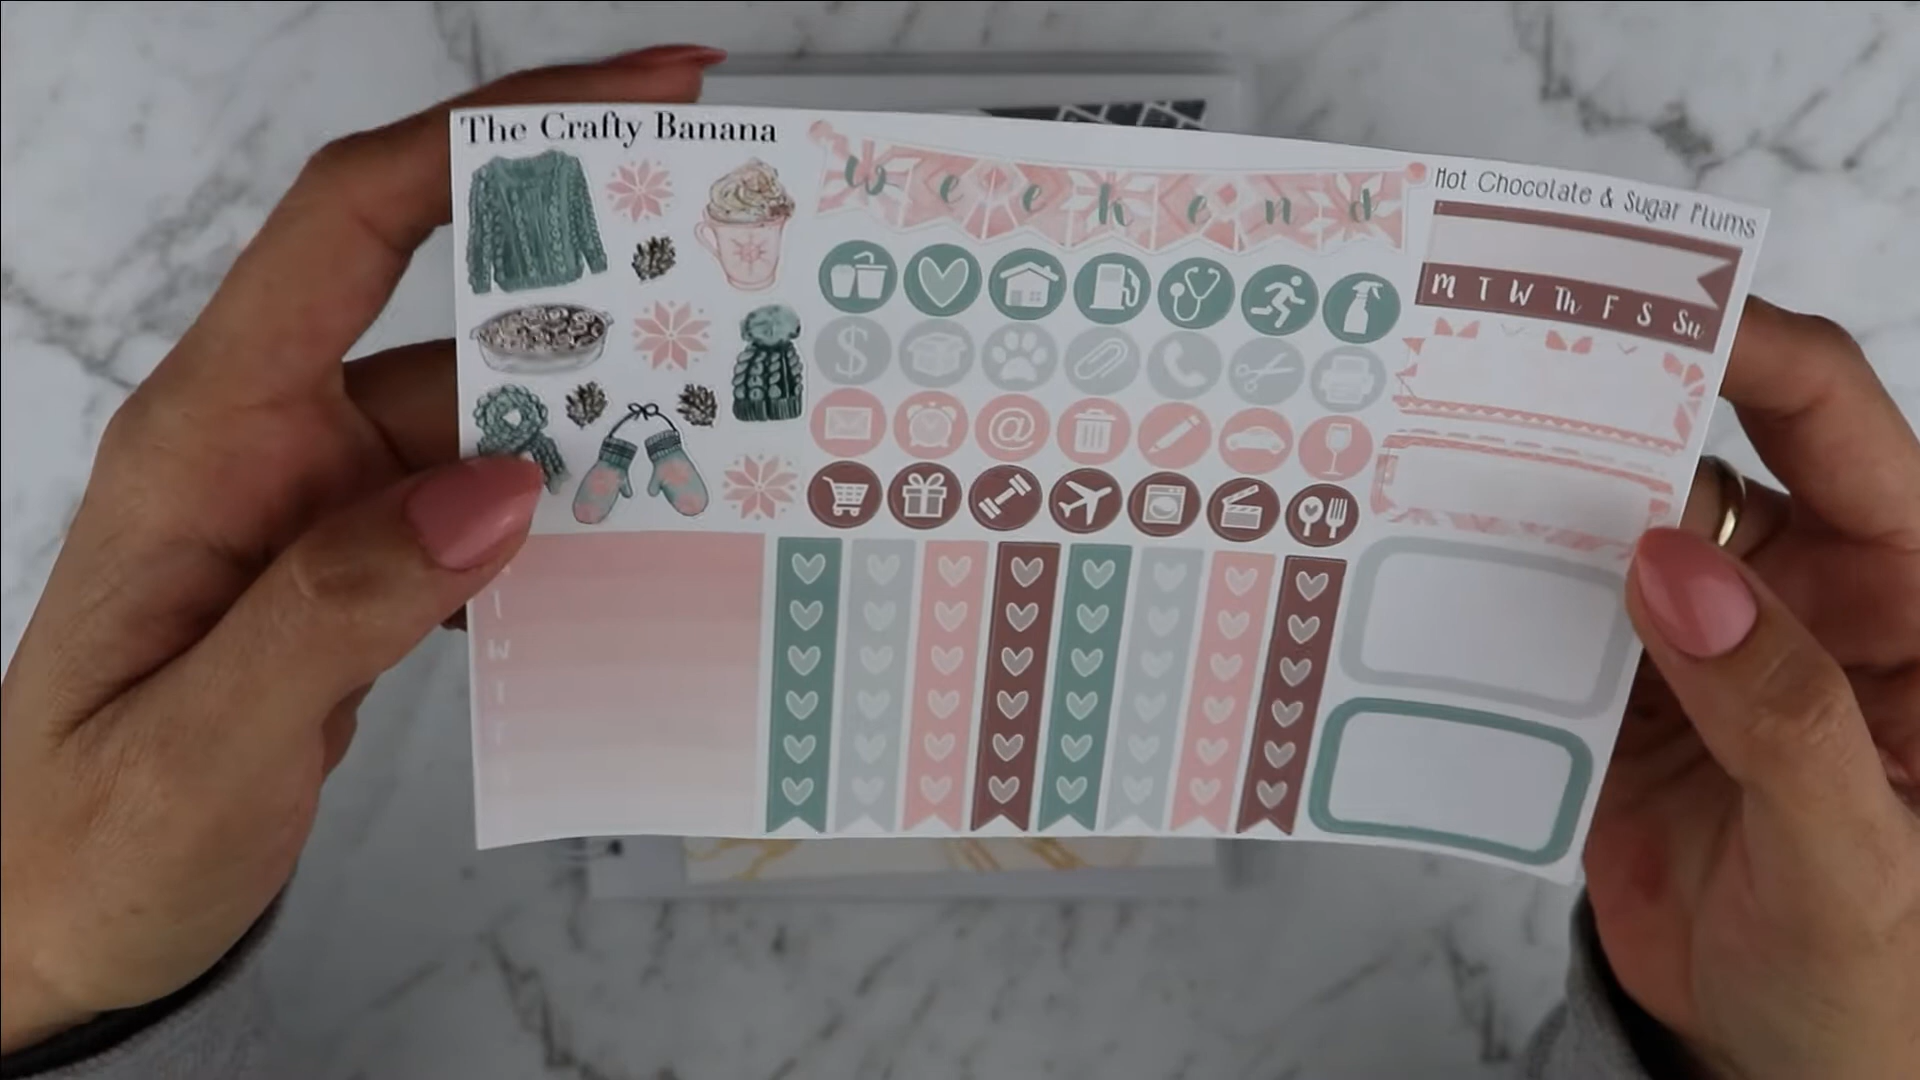 The Crafty Banana
weekend
Hot Chocolate & Sugar Plums
M T W Th F S Su
$
@
T
W
T